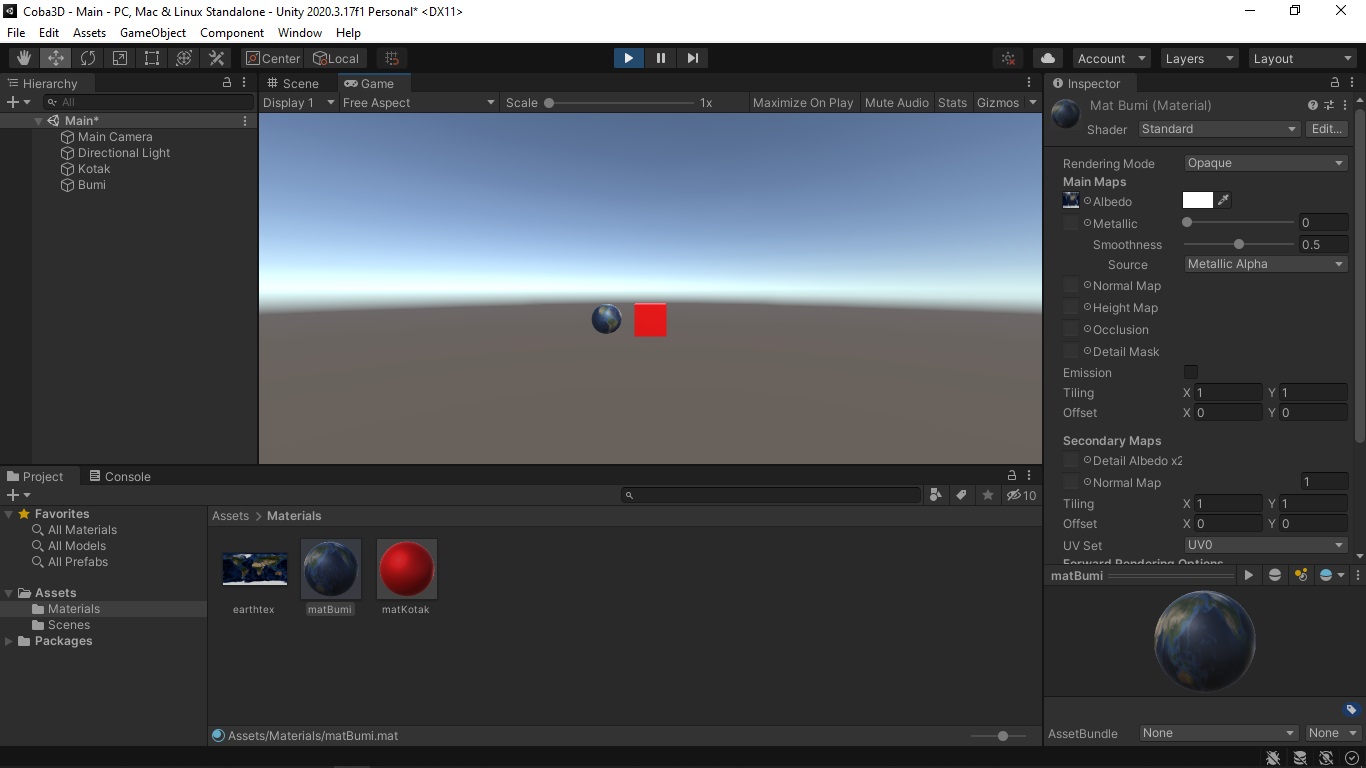 Coba3D - Main - PC, Mac & Linux Standalone - Unity 2020.3.17f1 Personal* <DX11>
File Edit Assets GameObject Component Window Help
Center Local Account Layers Layout
Hierarchy
All
Main*
Main Camera
Directional Light
Kotak
Bumi
Scene Game
Display 1 Free Aspect Scale 1x Maximize On Play Mute Audio Stats Gizmos
Inspector
Mat Bumi (Material)
Shader Standard Edit...
Rendering Mode Opaque
Main Maps
Albedo
Metallic 0
Smoothness 0.5
Source Metallic Alpha
Normal Map
Height Map
Occlusion
Detail Mask
Emission
Tiling X 1 Y 1
Offset X 0 Y 0
Secondary Maps
Detail Albedo x2
Normal Map 1
Tiling X 1 Y 1
Offset X 0 Y 0
UV Set UV0
Forward Rendering Options
matBumi
AssetBundle None None
Project Console
10
Favorites
All Materials
All Models
All Prefabs
Assets
Materials
Scenes
Packages
Assets > Materials
earthtex matBumi matKotak
Assets/Materials/matBumi.mat